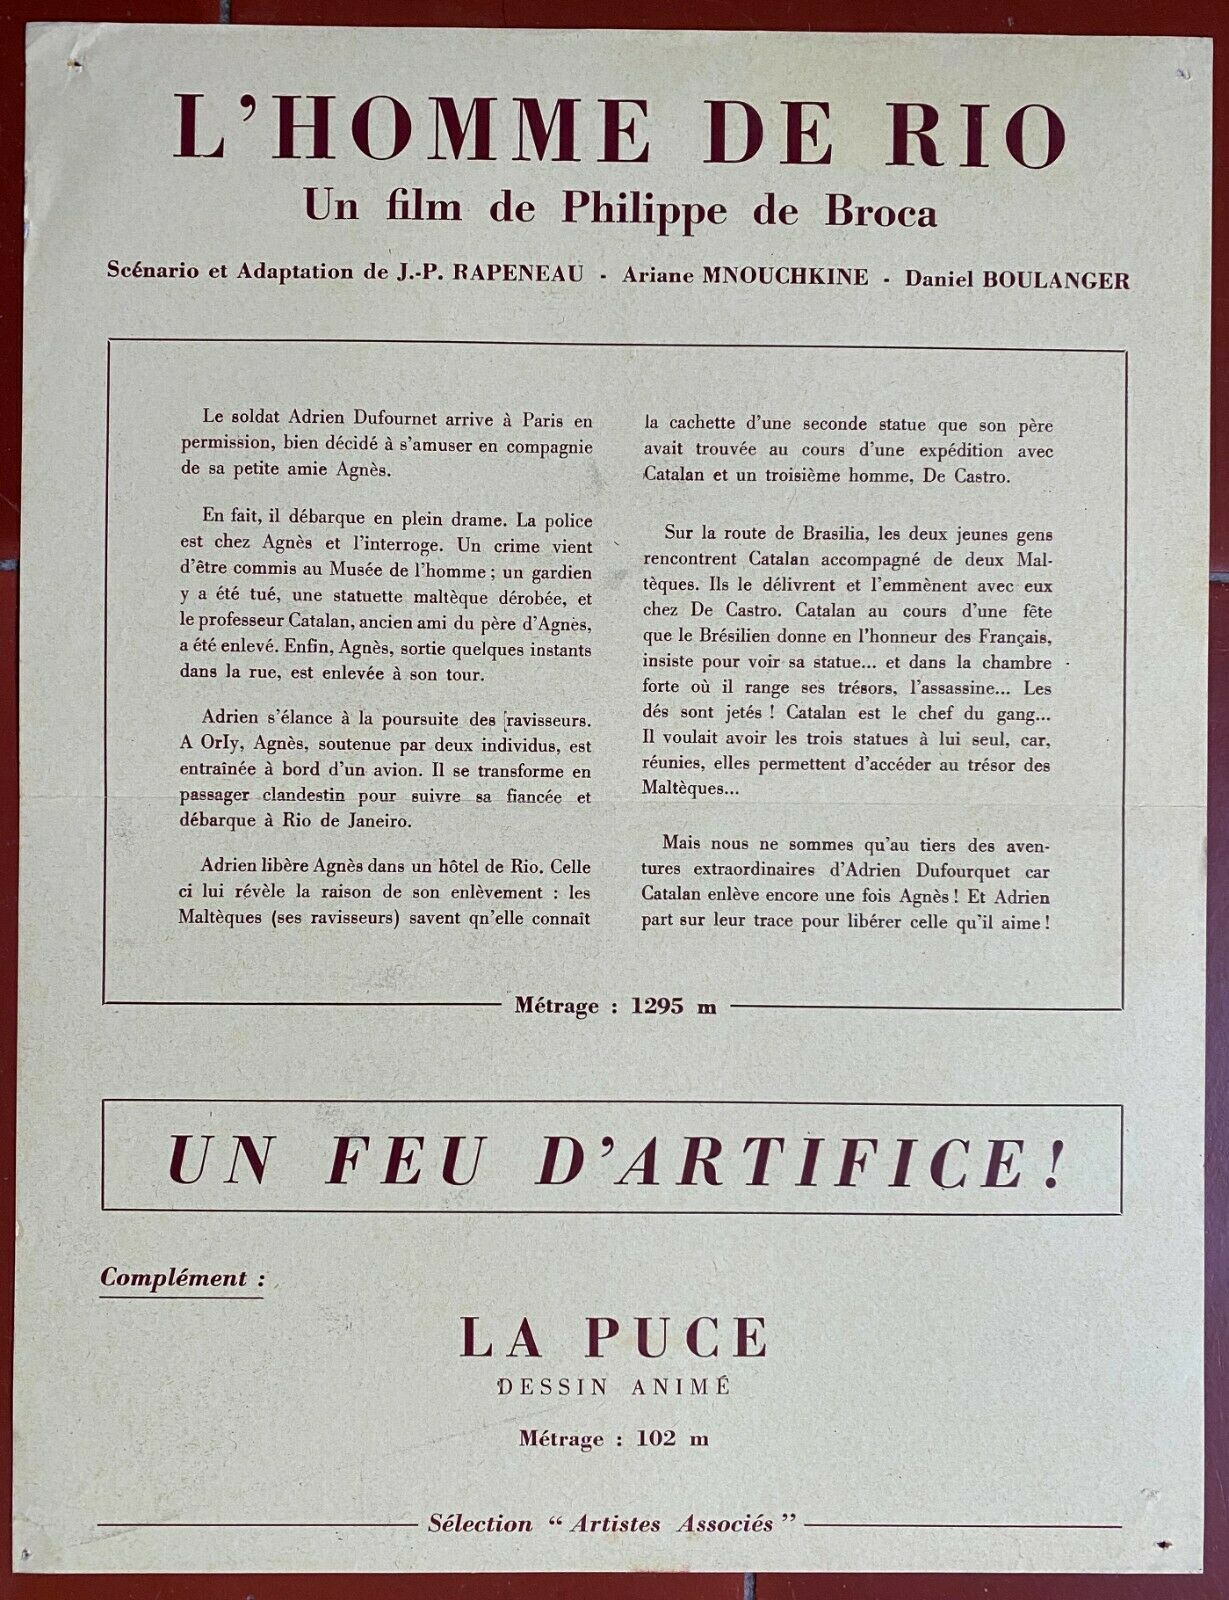 L'HOMME DE RIO
Un film de Philippe de Broca
Scénario et Adaptation de J.-P. RAPENEAU - Ariane MNOUCHKINE - Daniel BOULANGER
Le soldat Adrien Dufournet arrive à Paris en
permission, bien décidé à s'amuser en compagnie
de sa petite amie Agnès.
En fait, il débarque en plein drame. La police
est chez Agnès et l'interroge. Un crime vient
d'être commis au Musée de l'homme ; un gardien
y a été tué, une statuette maltèque dérobée, et
le professeur Catalan, ancien ami du père d'Agnès,
a été enlevé. Enfin, Agnès, sortie quelques instants
dans la rue, est enlevée à son tour.
Adrien s'élance à la poursuite des ravisseurs.
A Orly, Agnès, soutenue par deux individus, est
entraînée à bord d'un avion. Il se transforme en
passager clandestin pour suivre sa fiancée et
débarque à Rio de Janeiro.
Adrien libère Agnès dans un hôtel de Rio. Celle
ci lui révèle la raison de son enlèvement : les
Maltèques (ses ravisseurs) savent qu'elle connaît
la cachette d'une seconde statue que son père
avait trouvée au cours d'une expédition avec
Catalan et un troisième homme, De Castro.
Sur la route de Brasilia, les deux jeunes gens
rencontrent Catalan accompagné de deux Mal-
tèques. Ils le délivrent et l'emmènent avec eux
chez De Castro. Catalan au cours d'une fête
que le Brésilien donne en l'honneur des Français,
insiste pour voir sa statue... et dans la chambre
forte où il range ses trésors, l'assassine... Les
dés sont jetés ! Catalan est le chef du gang...
Il voulait avoir les trois statues à lui seul, car,
réunies, elles permettent d'accéder au trésor des
Maltèques...
Mais nous ne sommes qu'au tiers des aven-
tures extraordinaires d'Adrien Dufourquet car
Catalan enlève encore une fois Agnès ! Et Adrien
part sur leur trace pour libérer celle qu'il aime !
Métrage : 1295 m
UN FEU D'ARTIFICE !
Complément :
LA PUCE
DESSIN ANIMÉ
Métrage : 102 m
Sélection “ Artistes Associés ”